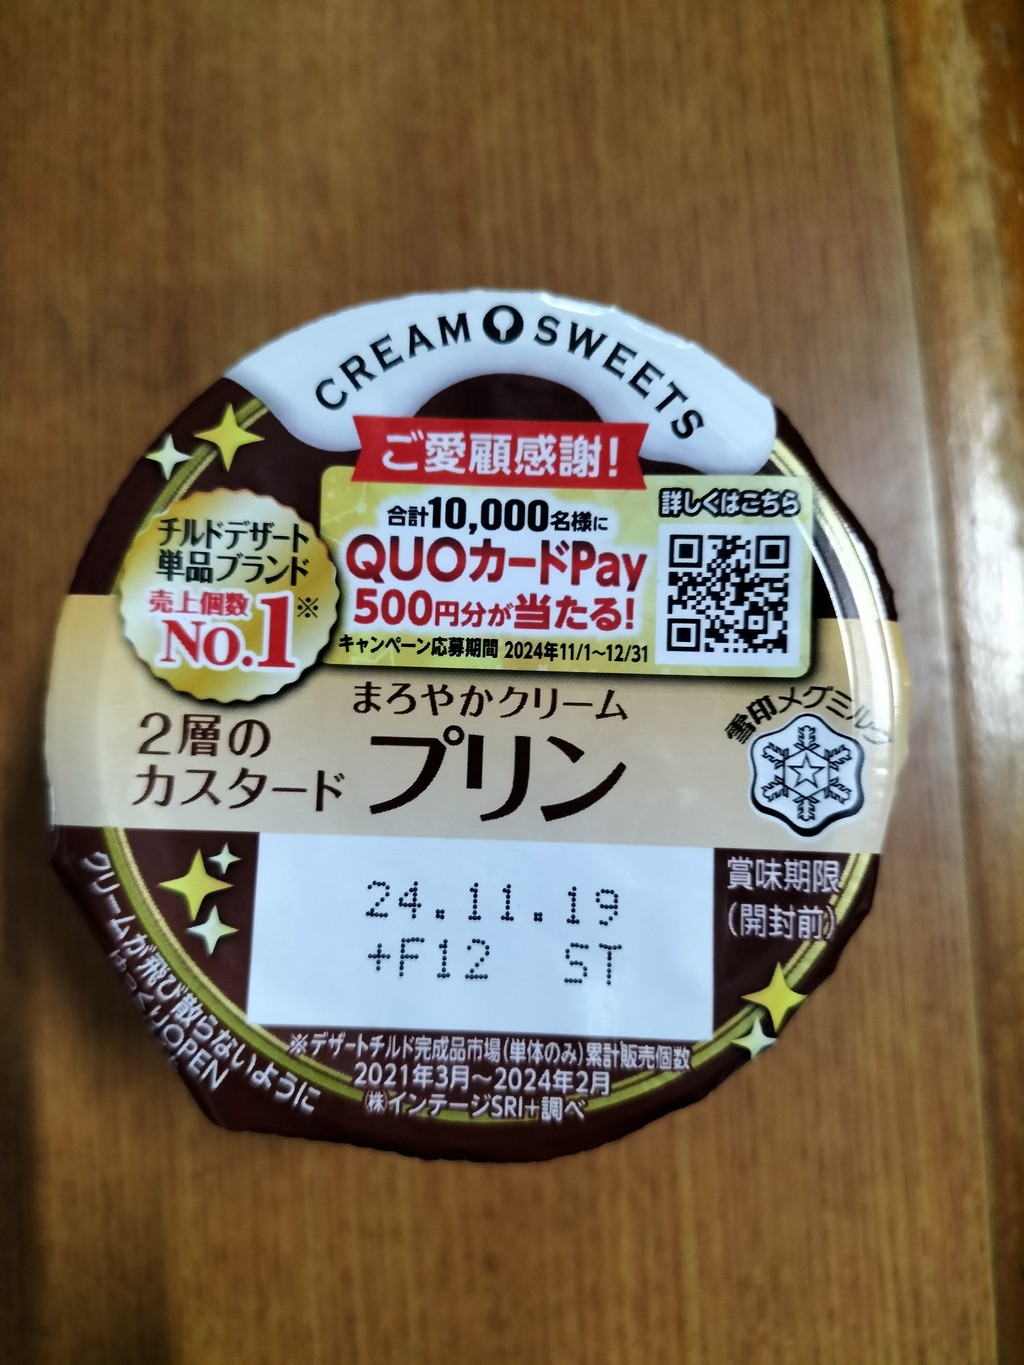 CREAM SWEETS
ご愛顧感謝!
合計10,000名様に
QUOカードPay
500円分が当たる!
キャンペーン応募期間 2024年11/1〜12/31
詳しくはこちら
チルドデザート
単品ブランド
売上個数
No.1※
まろやかクリーム
2層の
カスタード
プリン
雪印メグミルク
24.11.19
+F12 ST
賞味期限
(開封前)
クリームが飛び散らないように
ゆっくりOPEN
※デザートチルド完成品市場(単体のみ)累計販売個数
2021年3月〜2024年2月
㈱インテージSRI+調べ